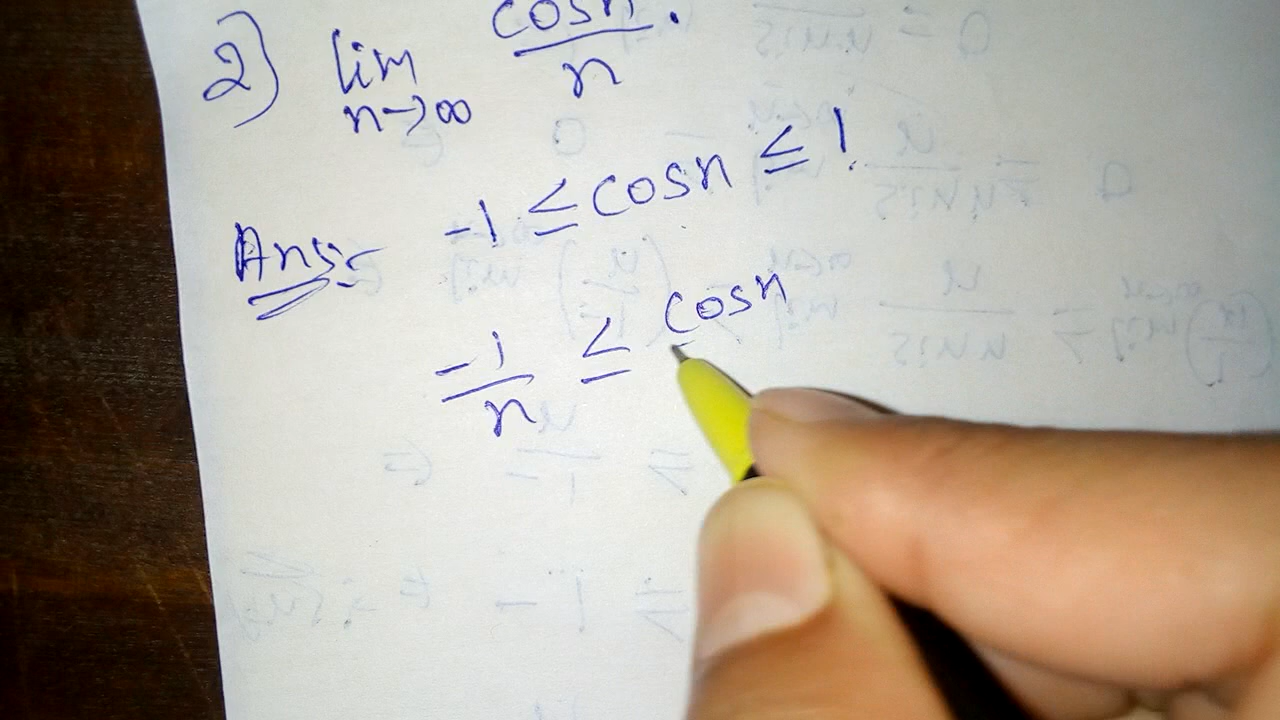 2) lim n→∞ cosn/n.
Ans:- -1 ≤ cosn ≤ 1
-1/n ≤ cosn